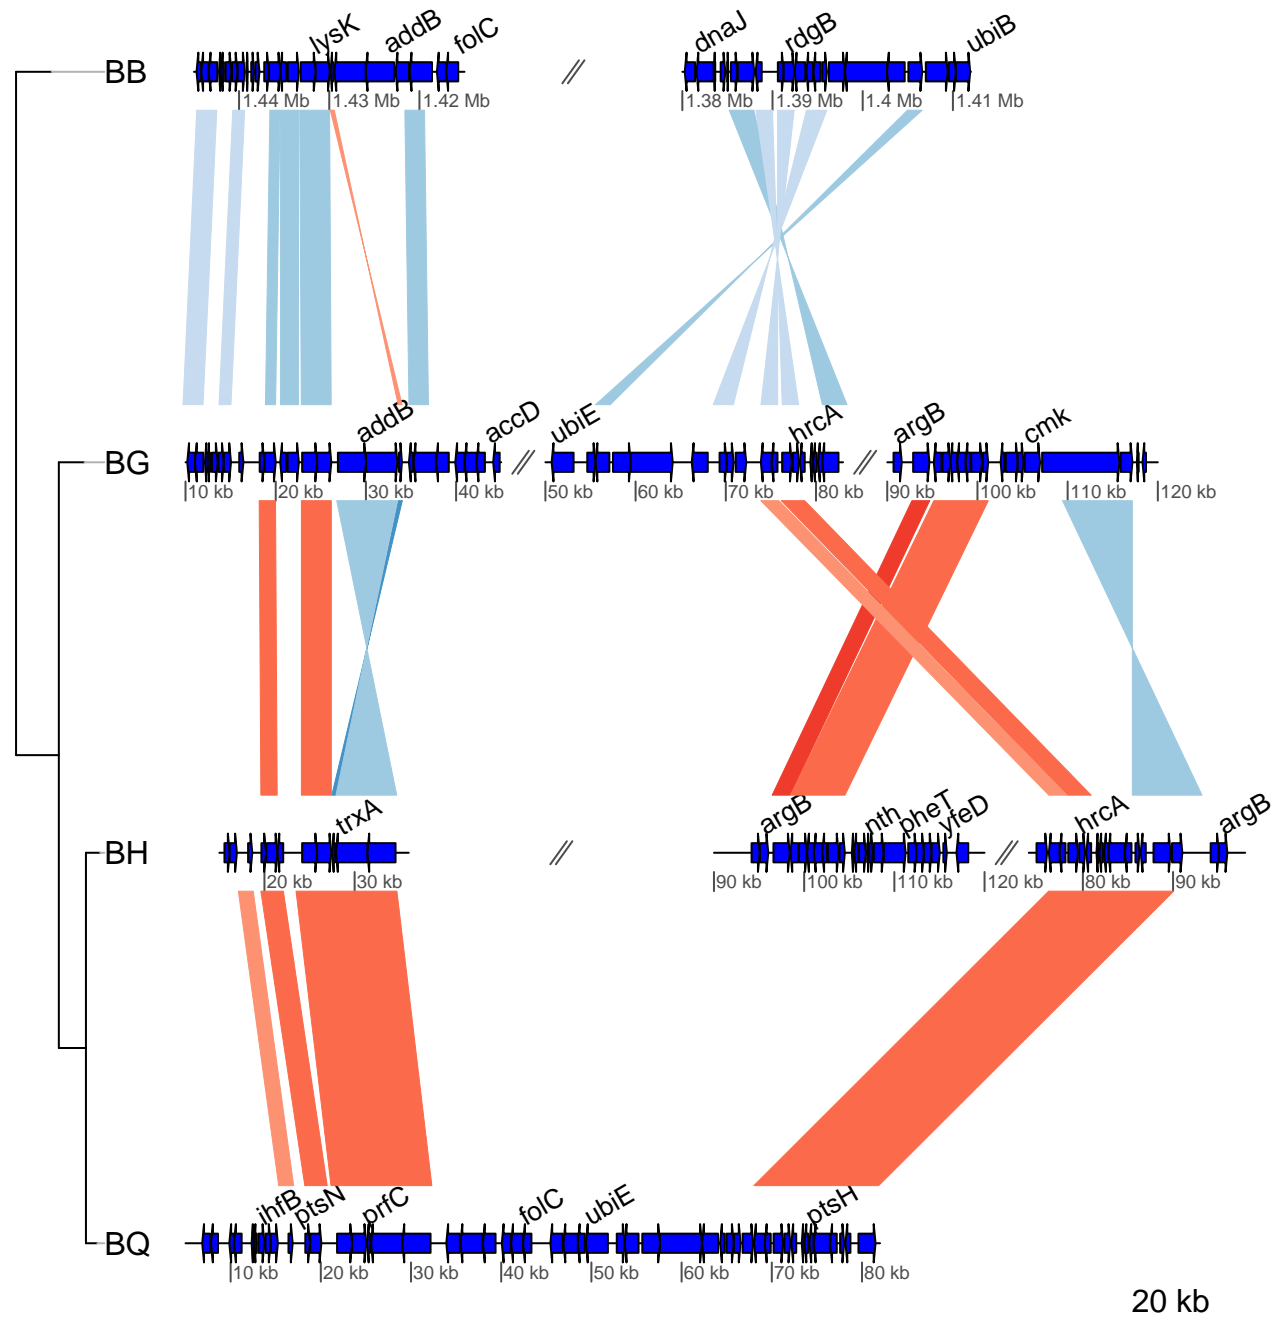 lysK addB folC dnaJ rdgB ubiB
BB
1.44 Mb 1.43 Mb 1.42 Mb 1.38 Mb 1.39 Mb 1.4 Mb 1.41 Mb
addB accD ubiE hrcA argB cmk
BG
10 kb 20 kb 30 kb 40 kb 50 kb 60 kb 70 kb 80 kb 90 kb 100 kb 110 kb 120 kb
trxA argB nth pheT yfeD hrcA argB
BH
20 kb 30 kb 90 kb 100 kb 110 kb 120 kb 80 kb 90 kb
ihfB ptsN prfC folC ubiE ptsH
BQ
10 kb 20 kb 30 kb 40 kb 50 kb 60 kb 70 kb 80 kb
20 kb